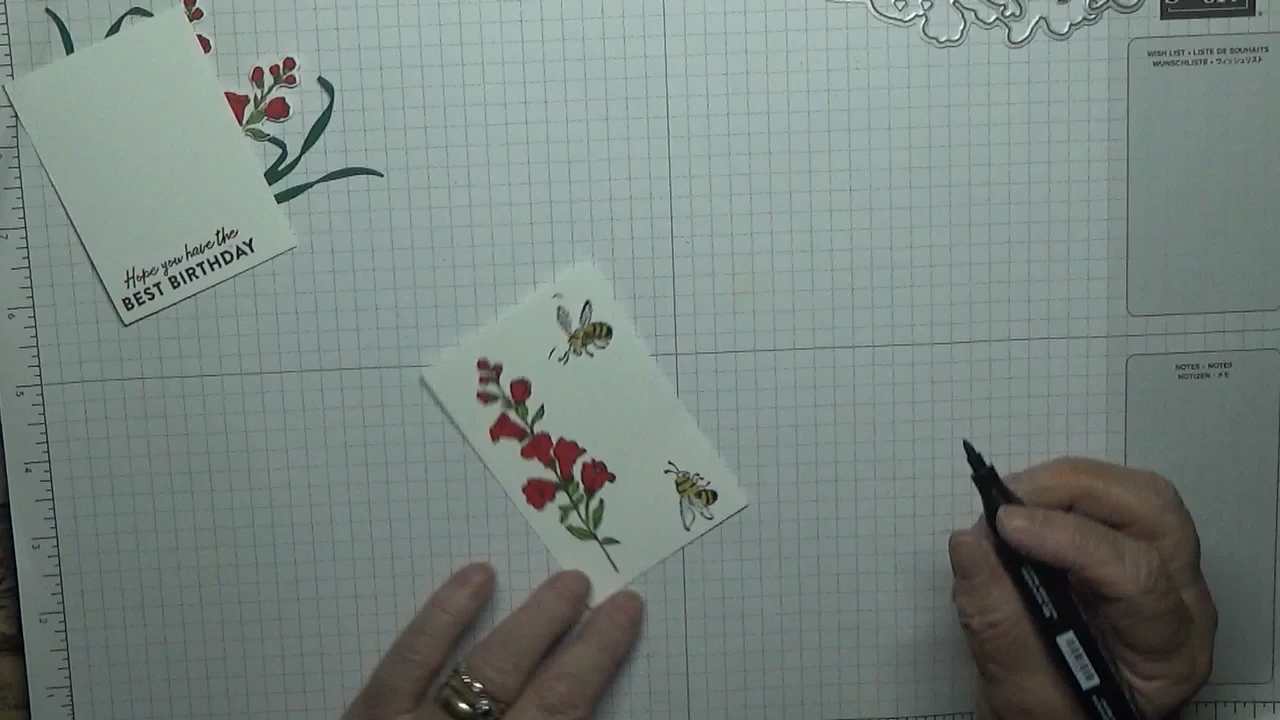 WISH LIST • LISTE DE SOUHAITS
WUNSCHLISTE • ウィッシュリスト
Hope you have the
BEST BIRTHDAY
NOTES • NOTES
NOTIZEN • メモ